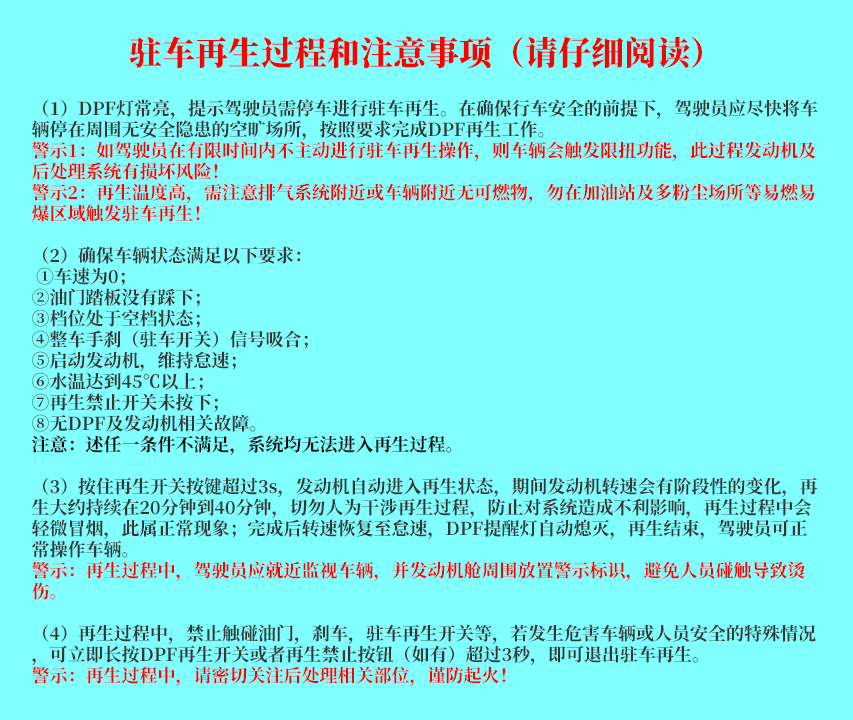 驻车再生过程和注意事项（请仔细阅读）
（1）DPF灯常亮，提示驾驶员需停车进行驻车再生。在确保行车安全的前提下，驾驶员应尽快将车
辆停在周围无安全隐患的空旷场所，按照要求完成DPF再生工作。
警示1：如驾驶员在有限时间内不主动进行驻车再生操作，则车辆会触发限扭功能，此过程发动机及
后处理系统有损坏风险！
警示2：再生温度高，需注意排气系统附近或车辆附近无可燃物，勿在加油站及多粉尘场所等易燃易
爆区域触发驻车再生！
（2）确保车辆状态满足以下要求：
①车速为0；
②油门踏板没有踩下；
③档位处于空档状态；
④整车手刹（驻车开关）信号吸合；
⑤启动发动机，维持怠速；
⑥水温达到45℃以上；
⑦再生禁止开关未按下；
⑧无DPF及发动机相关故障。
注意：述任一条件不满足，系统均无法进入再生过程。
（3）按住再生开关按键超过3s，发动机自动进入再生状态，期间发动机转速会有阶段性的变化，再
生大约持续在20分钟到40分钟，切勿人为干涉再生过程，防止对系统造成不利影响，再生过程中会
轻微冒烟，此属正常现象；完成后转速恢复至怠速，DPF提醒灯自动熄灭，再生结束，驾驶员可正
常操作车辆。
警示：再生过程中，驾驶员应就近监视车辆，并发动机舱周围放置警示标识，避免人员碰触导致烫
伤。
（4）再生过程中，禁止触碰油门，刹车，驻车再生开关等，若发生危害车辆或人员安全的特殊情况
，可立即长按DPF再生开关或者再生禁止按钮（如有）超过3秒，即可退出驻车再生。
警示：再生过程中，请密切关注后处理相关部位，谨防起火！